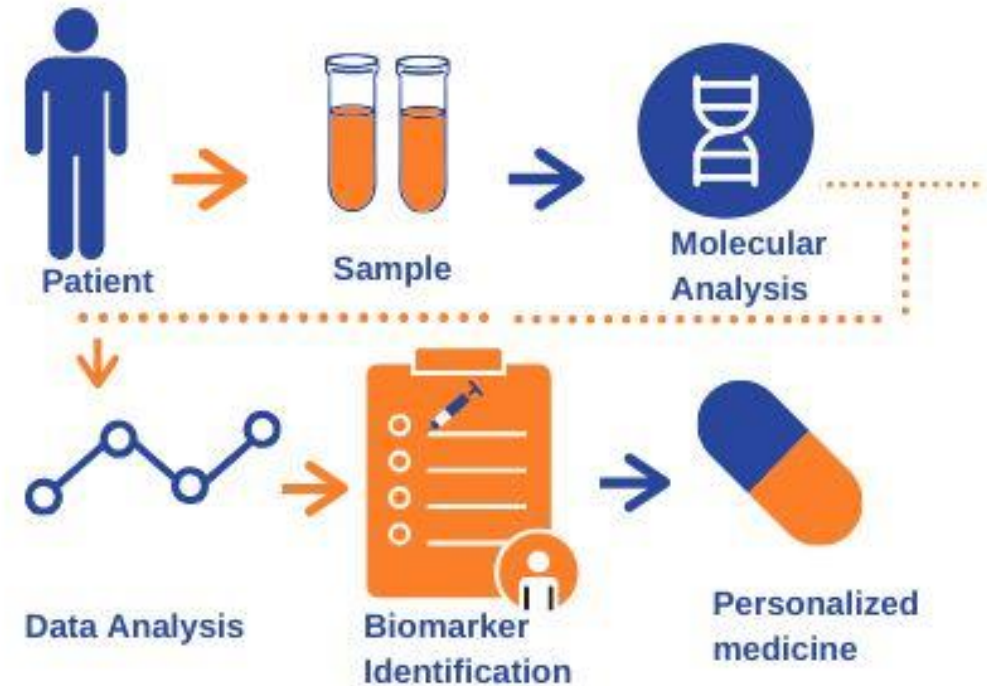 Patient
Sample
Molecular
Analysis
Data Analysis
Biomarker
Identification
Personalized
medicine